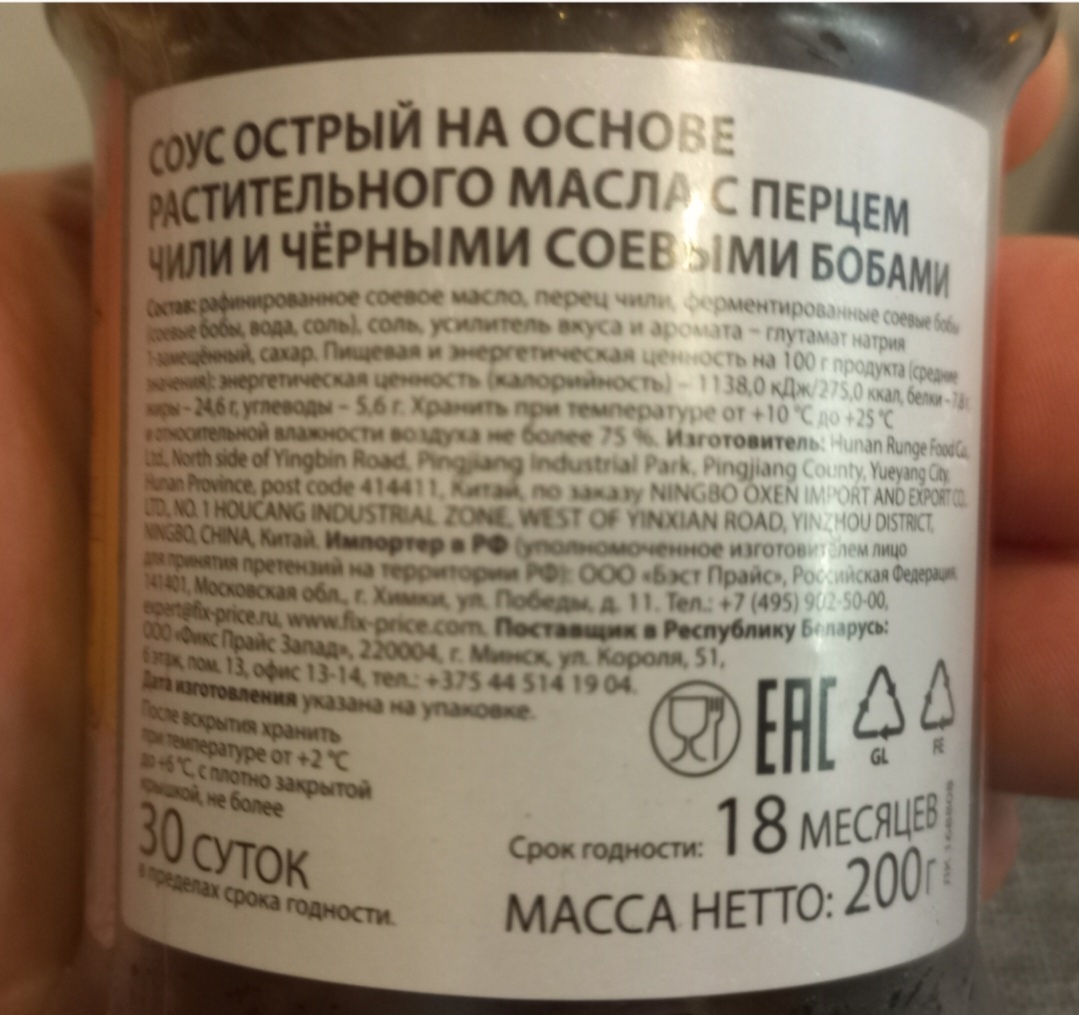 СОУС ОСТРЫЙ НА ОСНОВЕ
РАСТИТЕЛЬНОГО МАСЛА С ПЕРЦЕМ
ЧИЛИ И ЧЁРНЫМИ СОЕВЫМИ БОБАМИ
Состав: рафинированное соевое масло, перец чили, ферментированные соевые бобы
(соевые бобы, вода, соль), соль, усилитель вкуса и аромата – глутамат натрия
1-замещённый, сахар. Пищевая и энергетическая ценность на 100 г продукта (средние
значения): энергетическая ценность (калорийность) – 1138,0 кДж/275,0 ккал, белки – 7,8 г,
жиры – 24,6 г, углеводы – 5,6 г. Хранить при температуре от +10 °С до +25 °С
и относительной влажности воздуха не более 75 %. Изготовитель: Hunan Runge Food Co.,
Ltd., North side of Yingbin Road, Pingjiang Industrial Park, Pingjiang County, Yueyang City,
Hunan Province, post code 414411, Китай, по заказу NINGBO OXEN IMPORT AND EXPORT CO.,
LTD., NO. 1 HOUCANG INDUSTRIAL ZONE, WEST OF YINXIAN ROAD, YINZHOU DISTRICT,
NINGBO, CHINA, Китай. Импортер в РФ (уполномоченное изготовителем лицо
для принятия претензий на территории РФ): ООО «Бэст Прайс», Российская Федерация,
141401, Московская обл., г. Химки, ул. Победы, д. 11. Тел.: +7 (495) 902-50-00,
expert@fix-price.ru, www.fix-price.com. Поставщик в Республику Беларусь:
ООО «Фикс Прайс Запад», 220004, г. Минск, ул. Короля, 51,
6 этаж, пом. 13, офис 13-14, тел.: +375 44 514 19 04.
Дата изготовления указана на упаковке.
После вскрытия хранить
при температуре от +2 °С
до +6 °С, с плотно закрытой
крышкой, не более
30 СУТОК
в пределах срока годности.
ЕАС
GL
FE
Срок годности: 18 МЕСЯЦЕВ
МАССА НЕТТО: 200г